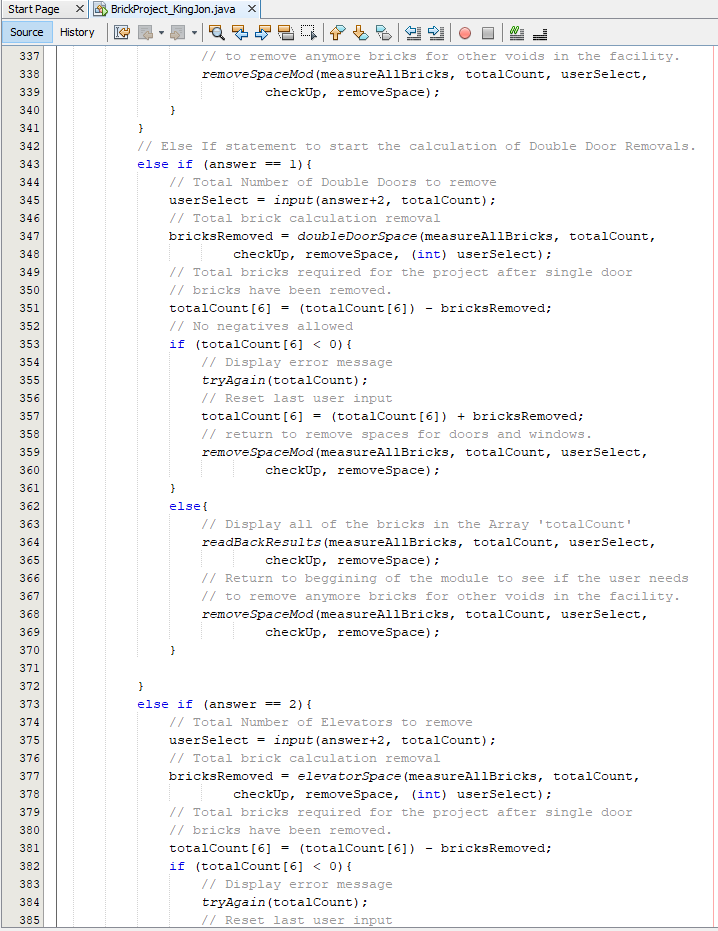 Start Page × BrickProject_KingJon.java ×
Source History
337 // to remove anymore bricks for other voids in the facility.
338 removeSpaceMod(measureAllBricks, totalCount, userSelect,
339 checkUp, removeSpace);
340 }
341 }
342 // Else If statement to start the calculation of Double Door Removals.
343 else if (answer == 1){
344 // Total Number of Double Doors to remove
345 userSelect = input(answer+2, totalCount);
346 // Total brick calculation removal
347 bricksRemoved = doubleDoorSpace(measureAllBricks, totalCount,
348 checkUp, removeSpace, (int) userSelect);
349 // Total bricks required for the project after single door
350 // bricks have been removed.
351 totalCount[6] = (totalCount[6]) - bricksRemoved;
352 // No negatives allowed
353 if (totalCount[6] < 0){
354 // Display error message
355 tryAgain(totalCount);
356 // Reset last user input
357 totalCount[6] = (totalCount[6]) + bricksRemoved;
358 // return to remove spaces for doors and windows.
359 removeSpaceMod(measureAllBricks, totalCount, userSelect,
360 checkUp, removeSpace);
361 }
362 else{
363 // Display all of the bricks in the Array 'totalCount'
364 readBackResults(measureAllBricks, totalCount, userSelect,
365 checkUp, removeSpace);
366 // Return to beggining of the module to see if the user needs
367 // to remove anymore bricks for other voids in the facility.
368 removeSpaceMod(measureAllBricks, totalCount, userSelect,
369 checkUp, removeSpace);
370 }
371
372 }
373 else if (answer == 2){
374 // Total Number of Elevators to remove
375 userSelect = input(answer+2, totalCount);
376 // Total brick calculation removal
377 bricksRemoved = elevatorSpace(measureAllBricks, totalCount,
378 checkUp, removeSpace, (int) userSelect);
379 // Total bricks required for the project after single door
380 // bricks have been removed.
381 totalCount[6] = (totalCount[6]) - bricksRemoved;
382 if (totalCount[6] < 0){
383 // Display error message
384 tryAgain(totalCount);
385 // Reset last user input